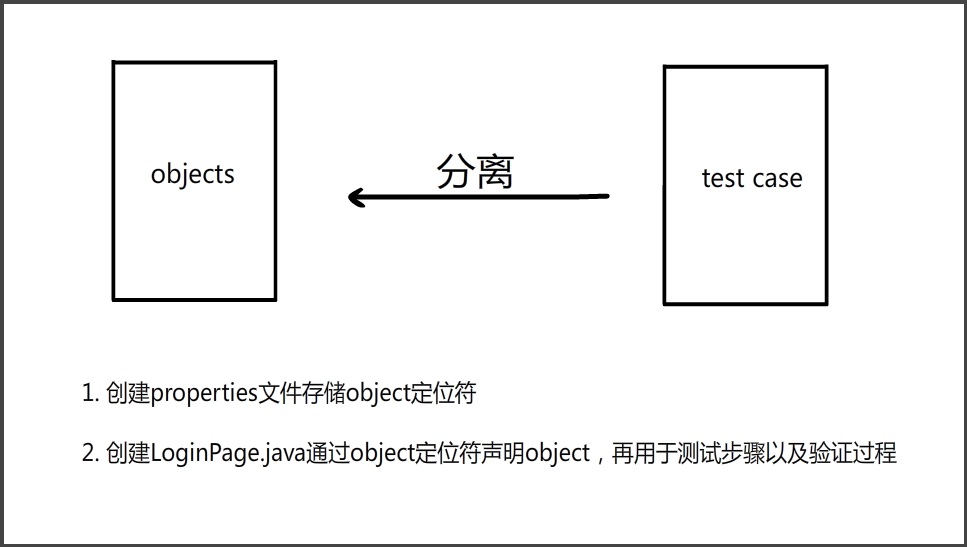 objects
分离
test case
1. 创建properties文件存储object定位符
2. 创建LoginPage.java通过object定位符声明object，再用于测试步骤以及验证过程